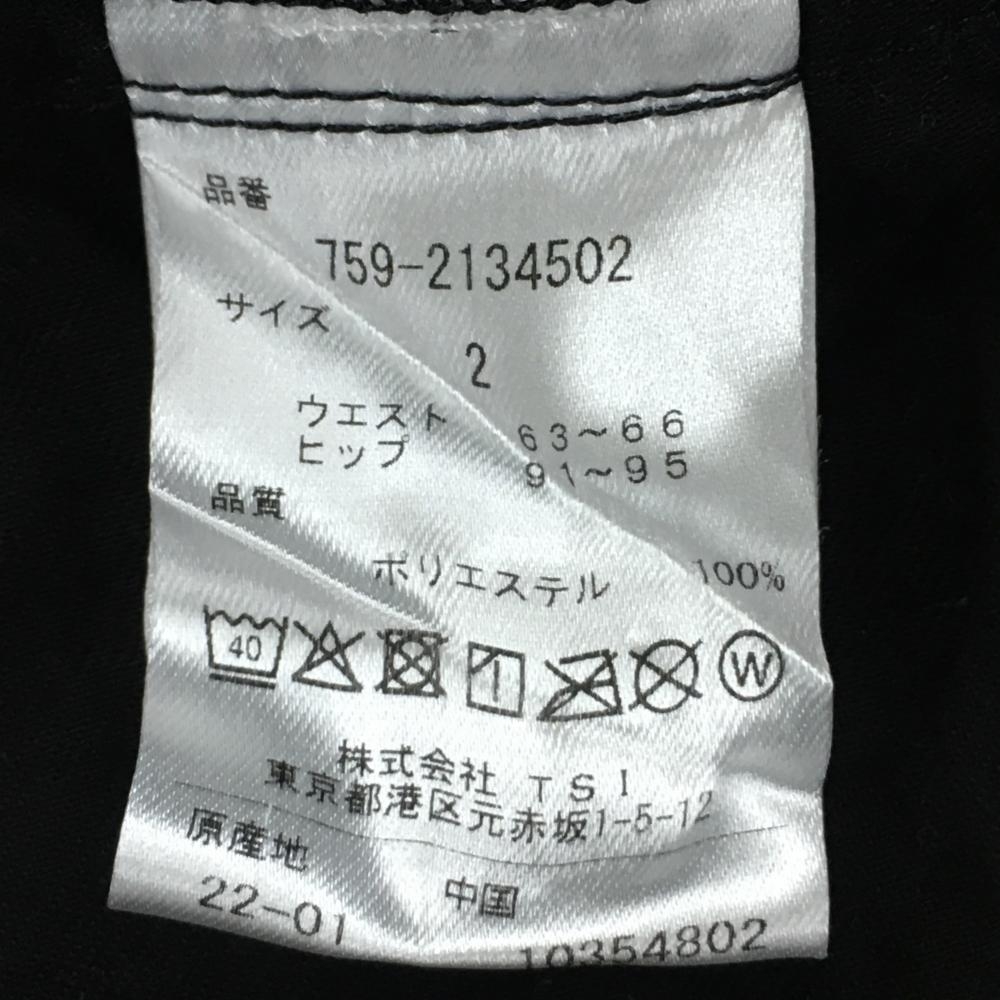 品番
759-2134502
サイズ
2
ウエスト 63～66
ヒップ 91～95
品質
ポリエステル 100%
40 W
株式会社 TSI
東京都港区元赤坂1-5-12
原産地 中国
22-01 10354802